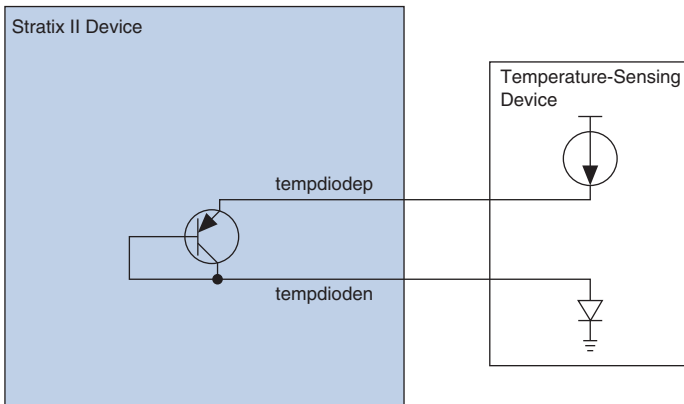 Stratix II Device
Temperature-Sensing
Device
tempdiodep
tempdioden